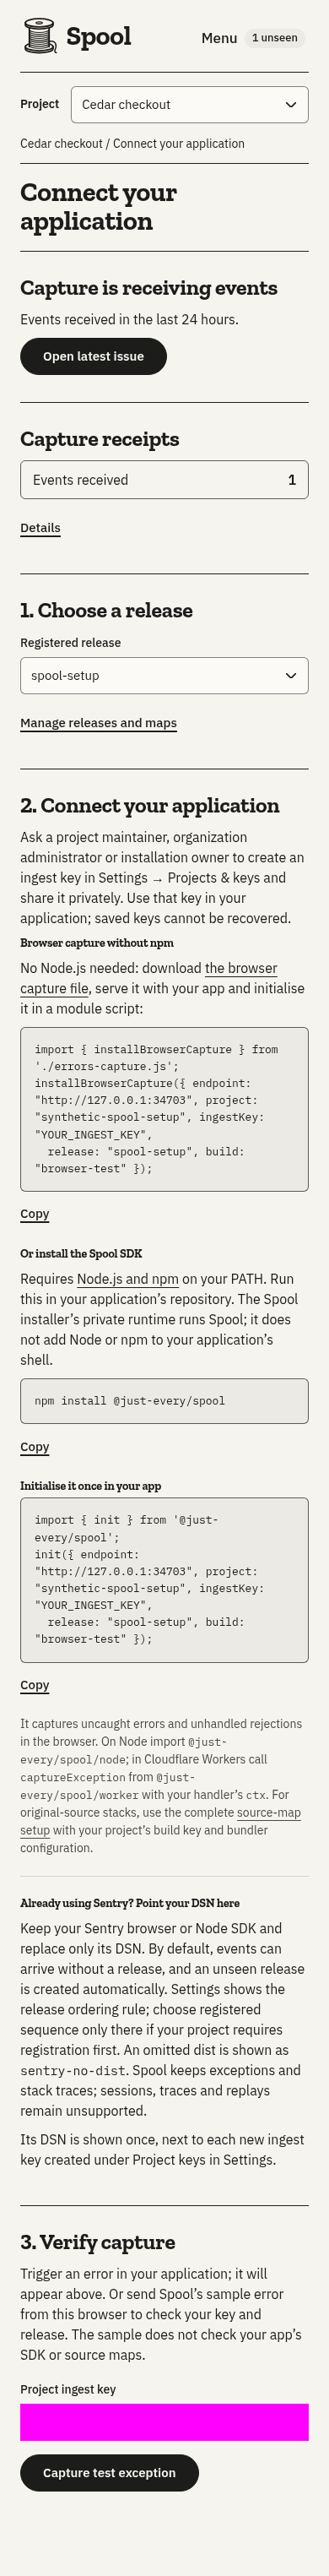 Spool
Menu 1 unseen
Project Cedar checkout
Cedar checkout / Connect your application
Connect your
application
Capture is receiving events
Events received in the last 24 hours.
Open latest issue
Capture receipts
Events received 1
Details
1. Choose a release
Registered release
spool-setup
Manage releases and maps
2. Connect your application
Ask a project maintainer, organization
administrator or installation owner to create an
ingest key in Settings → Projects & keys and
share it privately. Use that key in your
application; saved keys cannot be recovered.
Browser capture without npm
No Node.js needed: download the browser
capture file, serve it with your app and initialise
it in a module script:
import { installBrowserCapture } from
'./errors-capture.js';
installBrowserCapture({ endpoint:
"http://127.0.0.1:34703", project:
"synthetic-spool-setup", ingestKey:
"YOUR_INGEST_KEY",
release: "spool-setup", build:
"browser-test" });
Copy
Or install the Spool SDK
Requires Node.js and npm on your PATH. Run
this in your application’s repository. The Spool
installer’s private runtime runs Spool; it does
not add Node or npm to your application’s
shell.
npm install @just-every/spool
Copy
Initialise it once in your app
import { init } from '@just-
every/spool';
init({ endpoint:
"http://127.0.0.1:34703", project:
"synthetic-spool-setup", ingestKey:
"YOUR_INGEST_KEY",
release: "spool-setup", build:
"browser-test" });
Copy
It captures uncaught errors and unhandled rejections
in the browser. On Node import @just-
every/spool/node; in Cloudflare Workers call
captureException from @just-
every/spool/worker with your handler’s ctx. For
original-source stacks, use the complete source-map
setup with your project’s build key and bundler
configuration.
Already using Sentry? Point your DSN here
Keep your Sentry browser or Node SDK and
replace only its DSN. By default, events can
arrive without a release, and an unseen release
is created automatically. Settings shows the
release ordering rule; choose registered
sequence only there if your project requires
registration first. An omitted dist is shown as
sentry-no-dist. Spool keeps exceptions and
stack traces; sessions, traces and replays
remain unsupported.
Its DSN is shown once, next to each new ingest
key created under Project keys in Settings.
3. Verify capture
Trigger an error in your application; it will
appear above. Or send Spool’s sample error
from this browser to check your key and
release. The sample does not check your app’s
SDK or source maps.
Project ingest key
Capture test exception